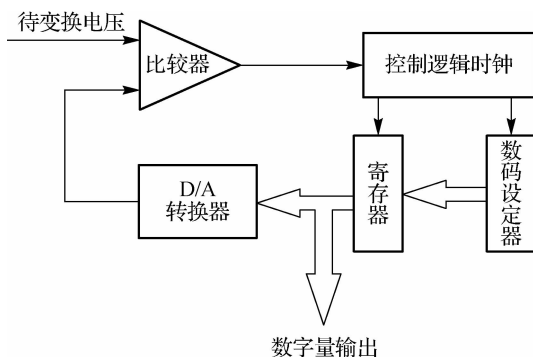 待变换电压
比较器
控制逻辑时钟
D/A
转换器
寄存器
数码设定器
数字量输出